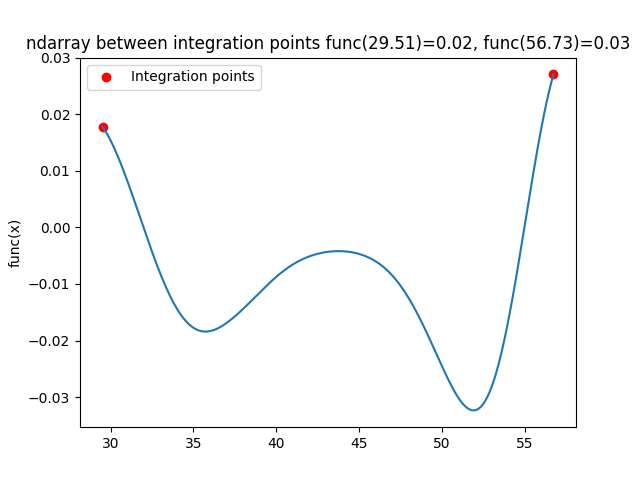 ndarray between integration points func(29.51)=0.02, func(56.73)=0.03
Integration points
func(x)
0.03
0.02
0.01
0.00
−0.01
−0.02
−0.03
30 35 40 45 50 55